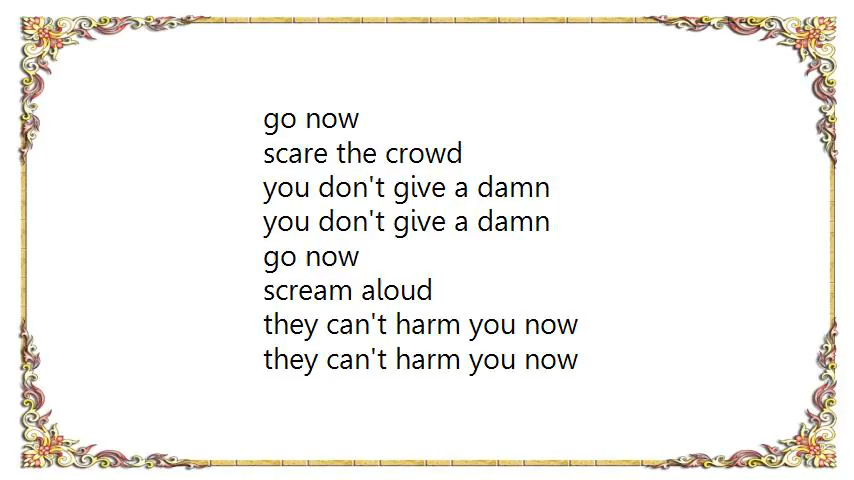 go now
scare the crowd
you don't give a damn
you don't give a damn
go now
scream aloud
they can't harm you now
they can't harm you now